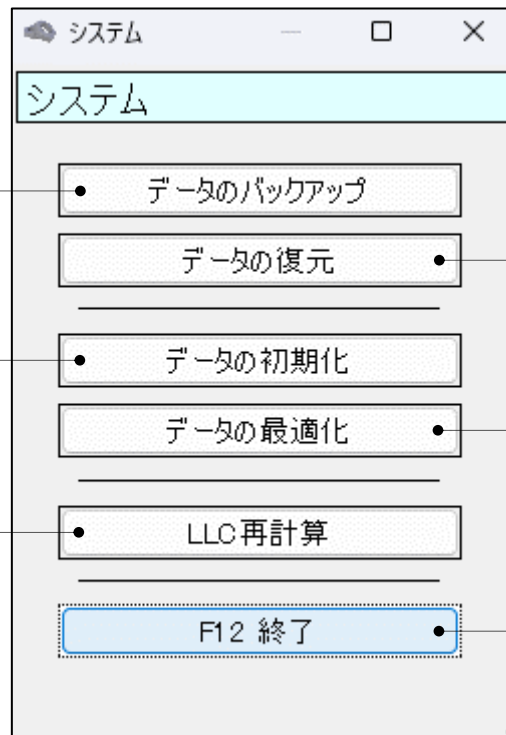 システム
システム
データのバックアップ
データの復元
データの初期化
データの最適化
LLC再計算
F12 終了